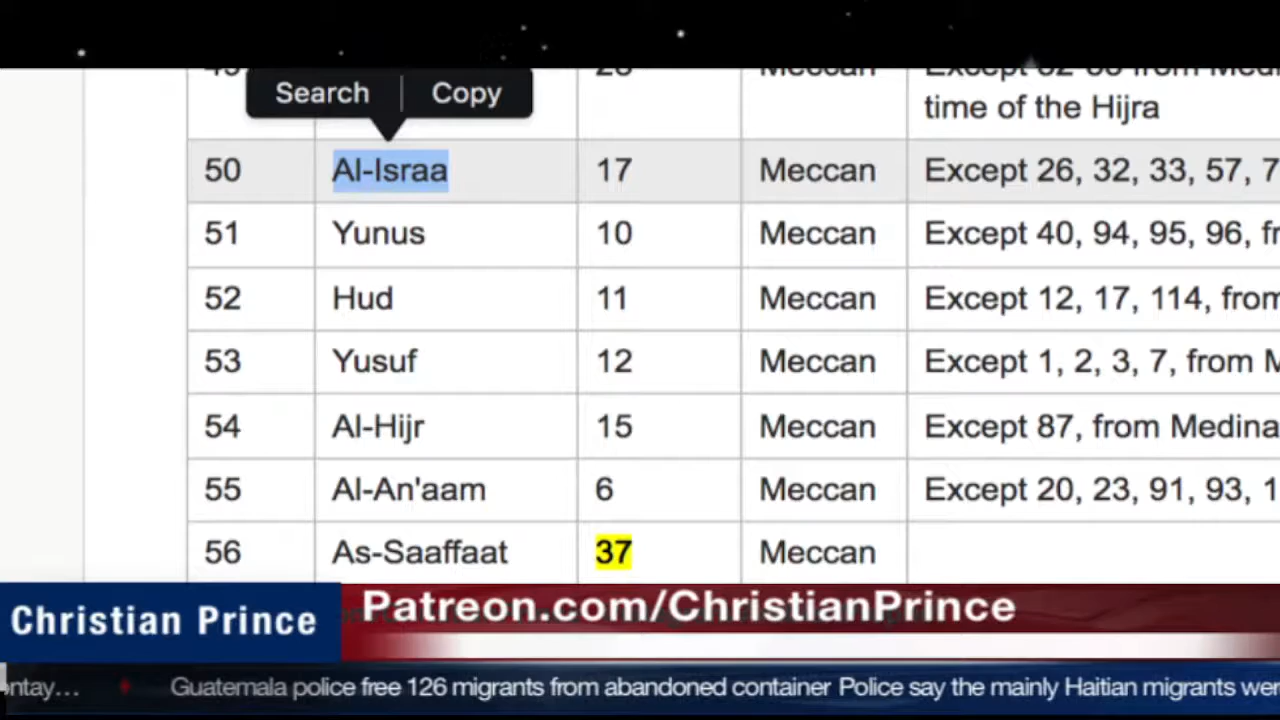 Search Copy
time of the Hijra
50 Al-Israa 17 Meccan Except 26, 32, 33, 57, 7
51 Yunus 10 Meccan Except 40, 94, 95, 96, fr
52 Hud 11 Meccan Except 12, 17, 114, from
53 Yusuf 12 Meccan Except 1, 2, 3, 7, from M
54 Al-Hijr 15 Meccan Except 87, from Medina
55 Al-An'aam 6 Meccan Except 20, 23, 91, 93, 1
56 As-Saaffaat 37 Meccan
Christian Prince
Patreon.com/ChristianPrince
ontay... Guatemala police free 126 migrants from abandoned container Police say the mainly Haitian migrants wer